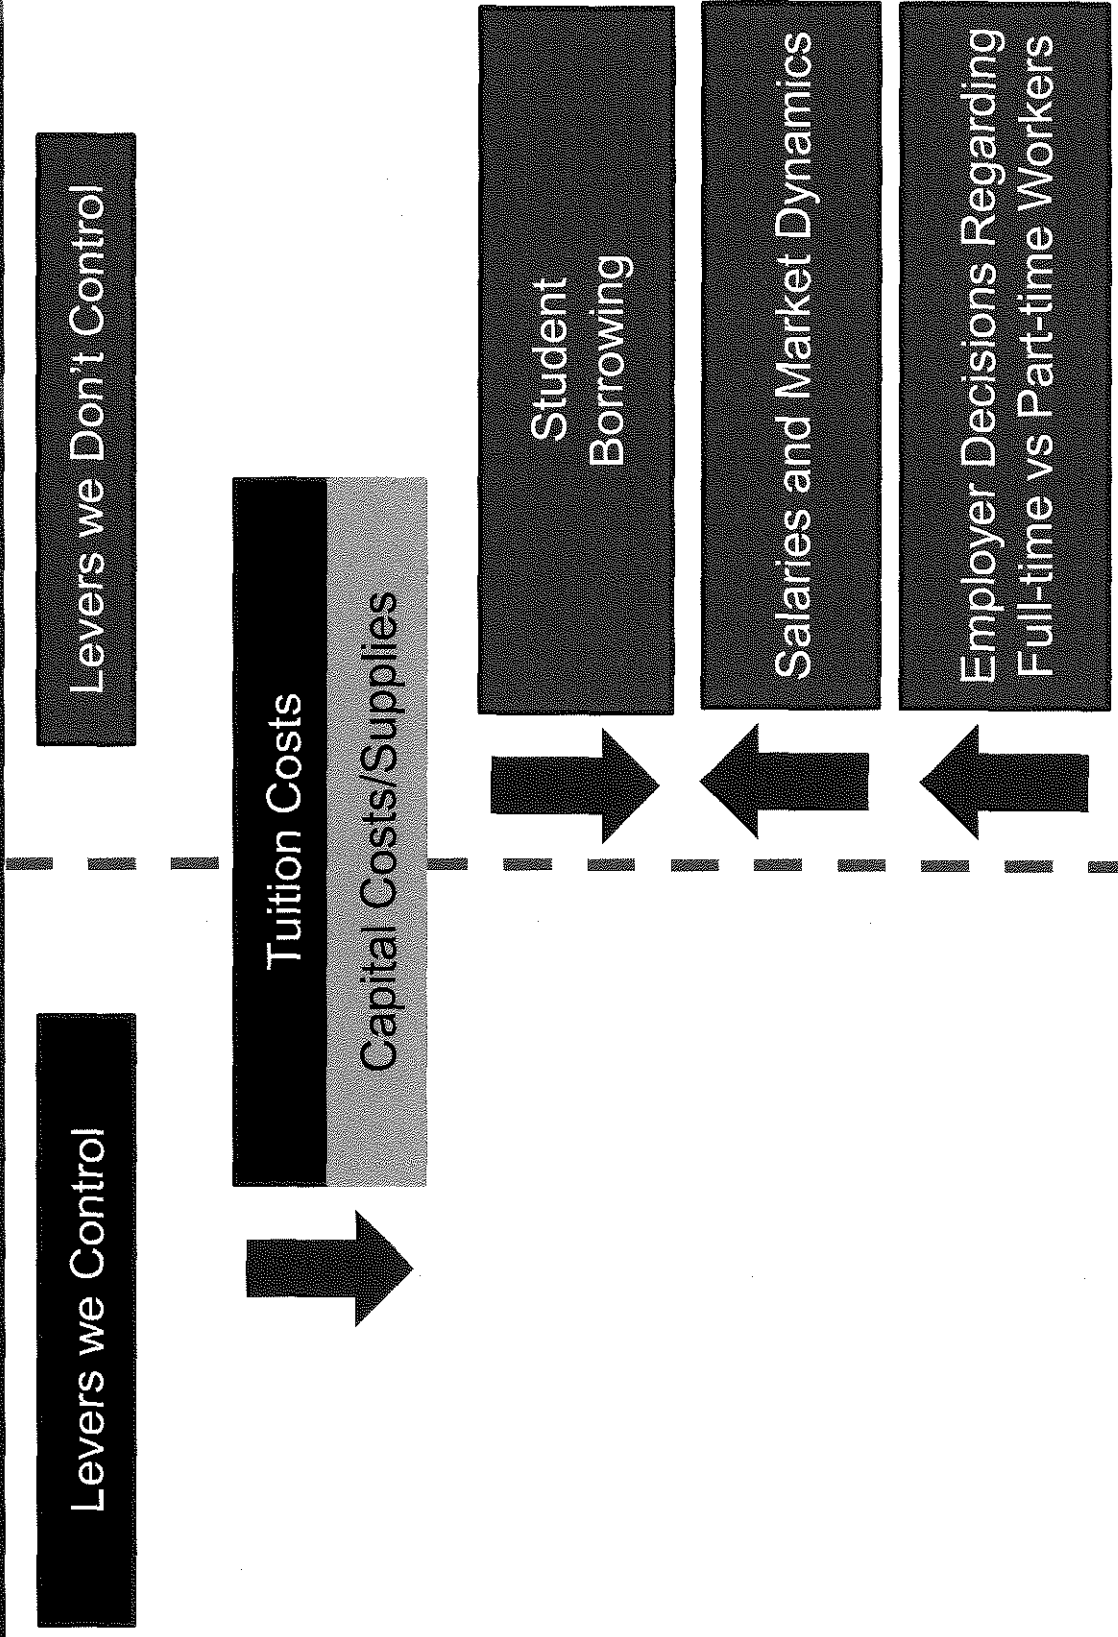 Levers we Control
Levers we Don't Control
Tuition Costs
Capital Costs/Supplies
Student
Borrowing
Salaries and Market Dynamics
Employer Decisions Regarding
Full-time vs Part-time Workers